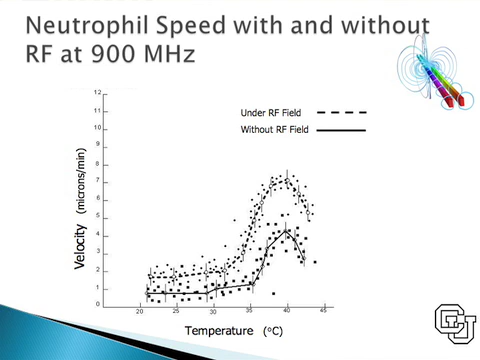 Neutrophil Speed with and without
RF at 900 MHz
12
11
10
9
8
7
6
5
4
3
2
1
0
Velocity (microns/min)
Under RF Field
Without RF Field
20
25
30
35
40
45
Temperature (°C)
CU